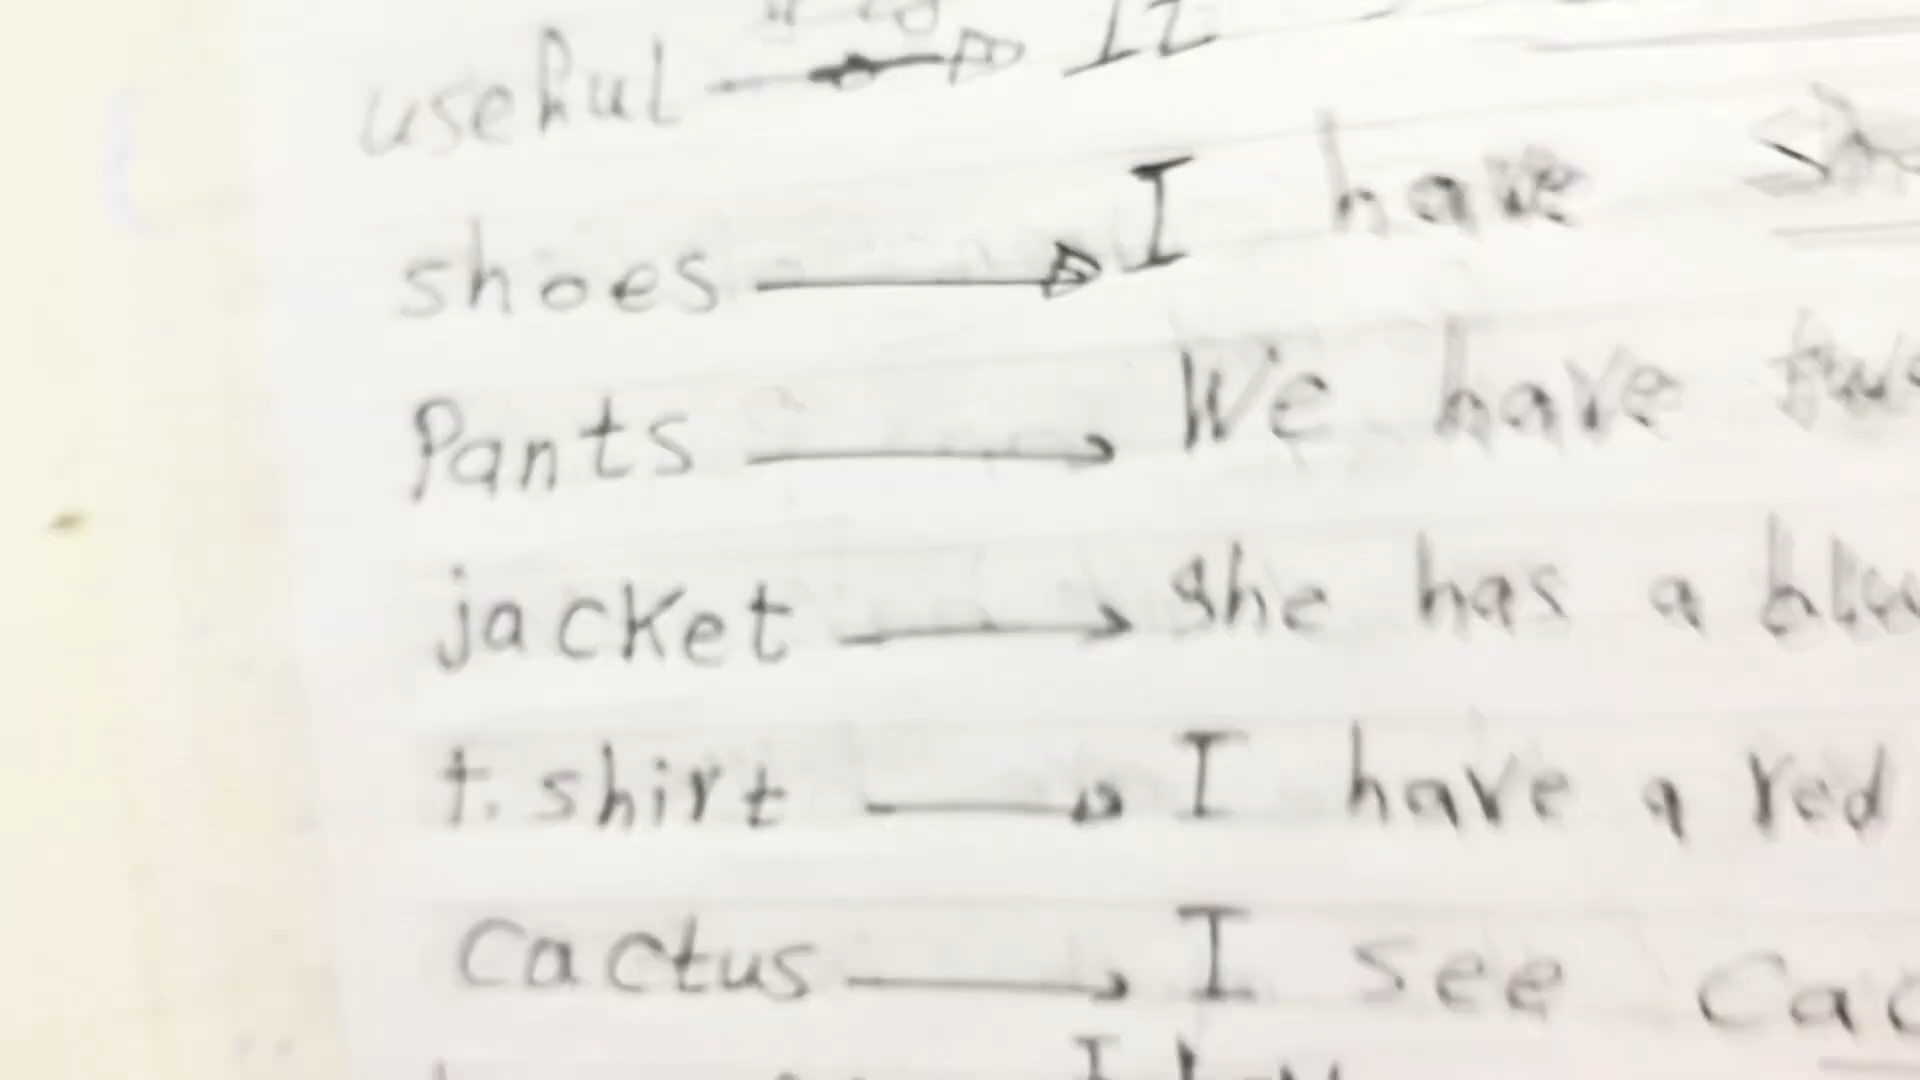 useful → It
shoes → I have
Pants → We have
jacket → she has a
t.shirt → I have a red
Cactus → I see